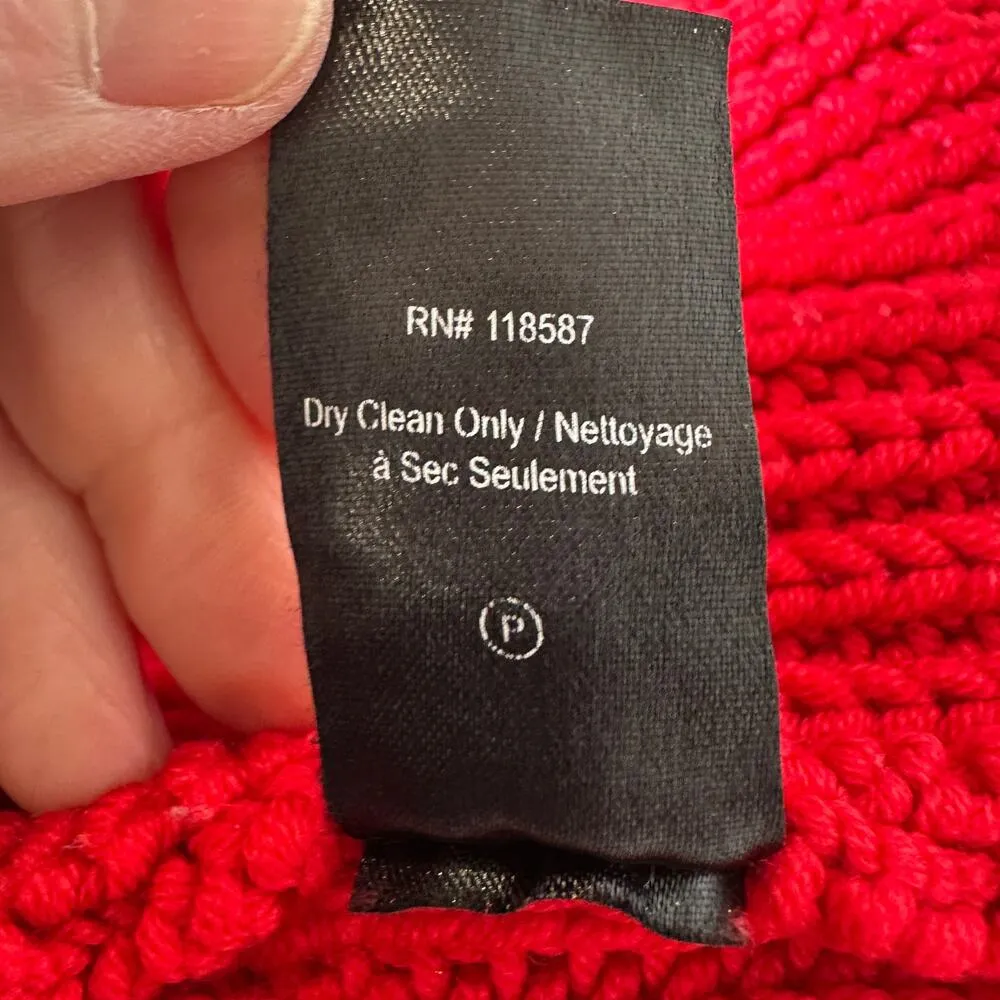 RN# 118587
Dry Clean Only / Nettoyage
à Sec Seulement
P